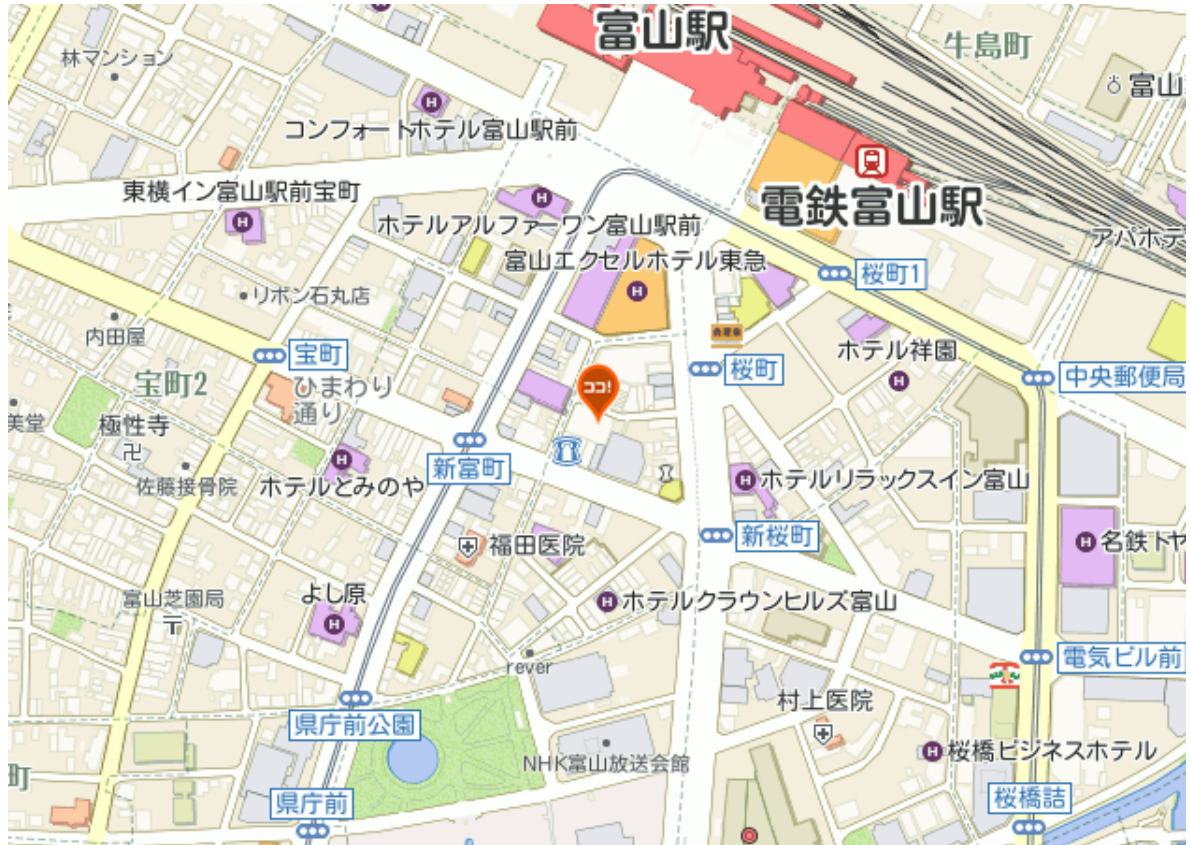 富山駅
牛島町
林マンション
富山
コンフォートホテル富山駅前
東横イン富山駅前宝町
電鉄富山駅
ホテルアルファーワン富山駅前
アパホテ
富山エクセルホテル東急
桜町1
リボン石丸店
内田屋
吉野家
宝町
ホテル祥園
桜町
中央郵便局
宝町2
ひまわり
通り
ココ!
美堂
極性寺
新富町
佐藤接骨院
ホテルとみのや
ホテルリラックスイン富山
新桜町
福田医院
名鉄トヤ
富山芝園局
よし原
ホテルクラウンヒルズ富山
rever
電気ビル前
村上医院
県庁前公園
NHK富山放送会館
桜橋ビジネスホテル
町
県庁前
桜橋詰